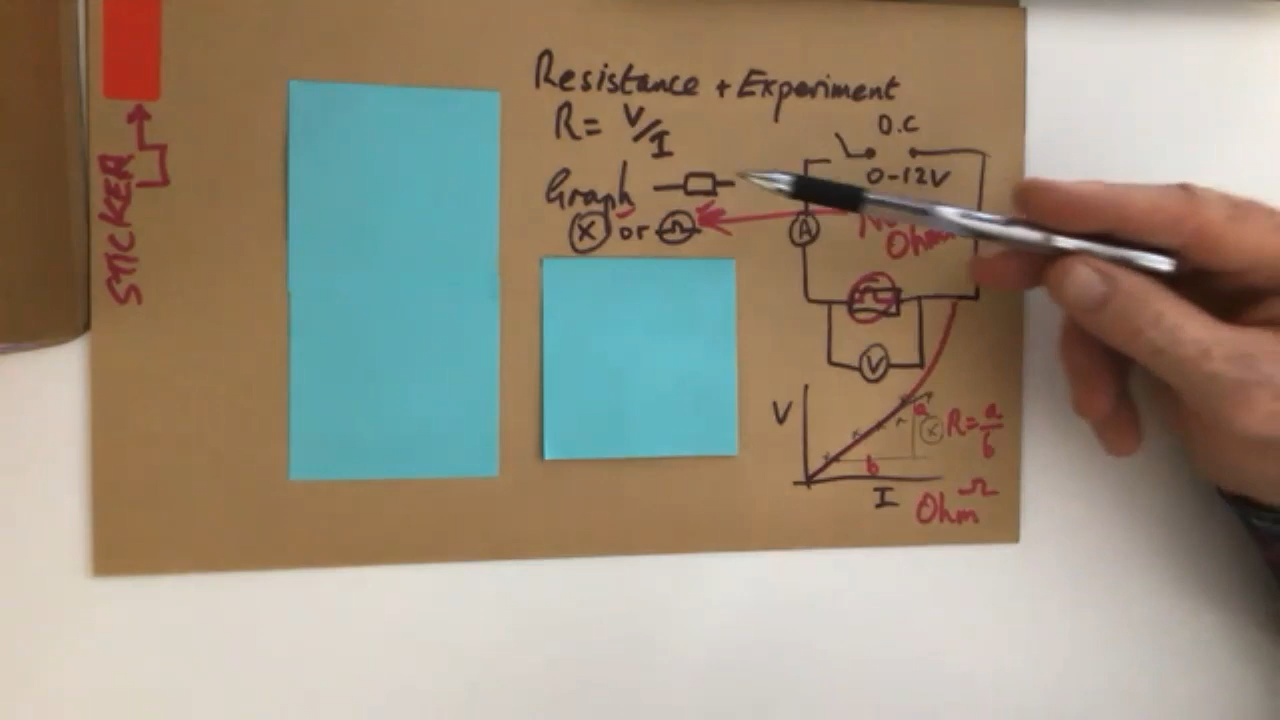 STICKER
Resistance + Experiment
R = V/I
Graph
X or
D.C
0-12V
A
Ohm
V
V
a
X
R = a/b
b
I
Ohm Ω